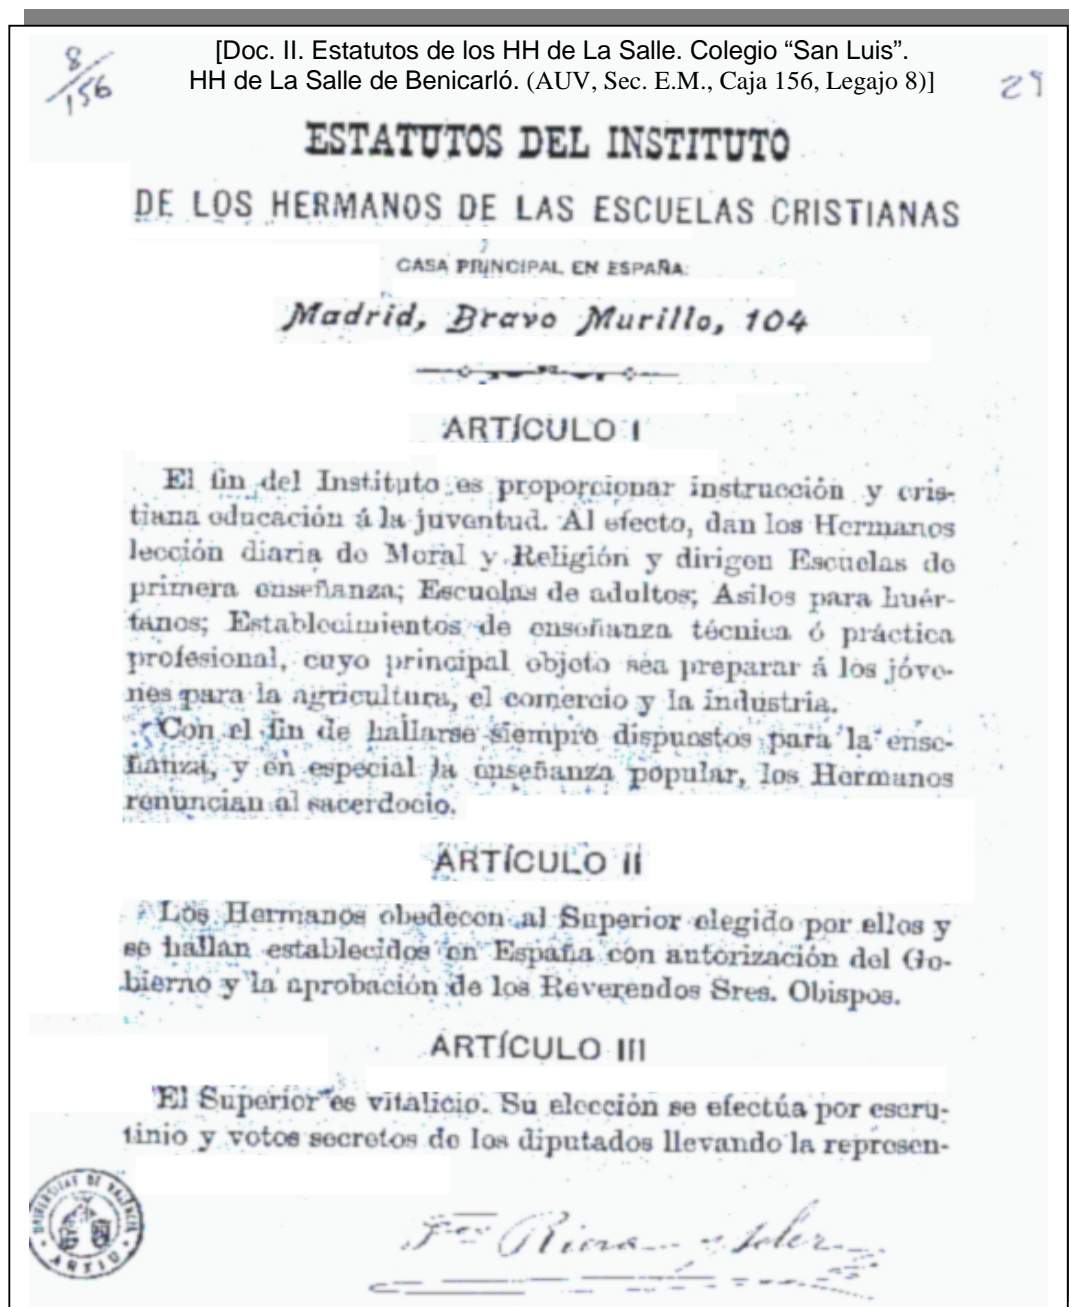 [Doc. II. Estatutos de los HH de La Salle. Colegio “San Luis”.
HH de La Salle de Benicarló. (AUV, Sec. E.M., Caja 156, Legajo 8)]
8
156
29
ESTATUTOS DEL INSTITUTO
DE LOS HERMANOS DE LAS ESCUELAS CRISTIANAS
CASA PRINCIPAL EN ESPAÑA:
Madrid, Bravo Murillo, 104
ARTÍCULO I
El fin del Instituto es proporcionar instrucción y cris-
tiana educación á la juventud. Al efecto, dan los Hermanos
lección diaria de Moral y Religión y dirigen Escuelas de
primera enseñanza; Escuelas de adultos; Asilos para huér-
fanos; Establecimientos de enseñanza técnica ó práctica
profesional, cuyo principal objeto sea preparar á los jóve-
nes para la agricultura, el comercio y la industria.
Con el fin de hallarse siempre dispuestos para la ense-
ñanza, y en especial la enseñanza popular, los Hermanos
renuncian al sacerdocio.
ARTÍCULO II
Los Hermanos obedecen al Superior elegido por ellos y
se hallan establecidos en España con autorización del Go-
bierno y la aprobación de los Reverendos Sres. Obispos.
ARTÍCULO III
El Superior es vitalicio. Su elección se efectúa por escru-
tinio y votos secretos de los diputados llevando la represen-
UNIVERSITAT DE VALÈNCIA
ARXIU
Riera y Soler